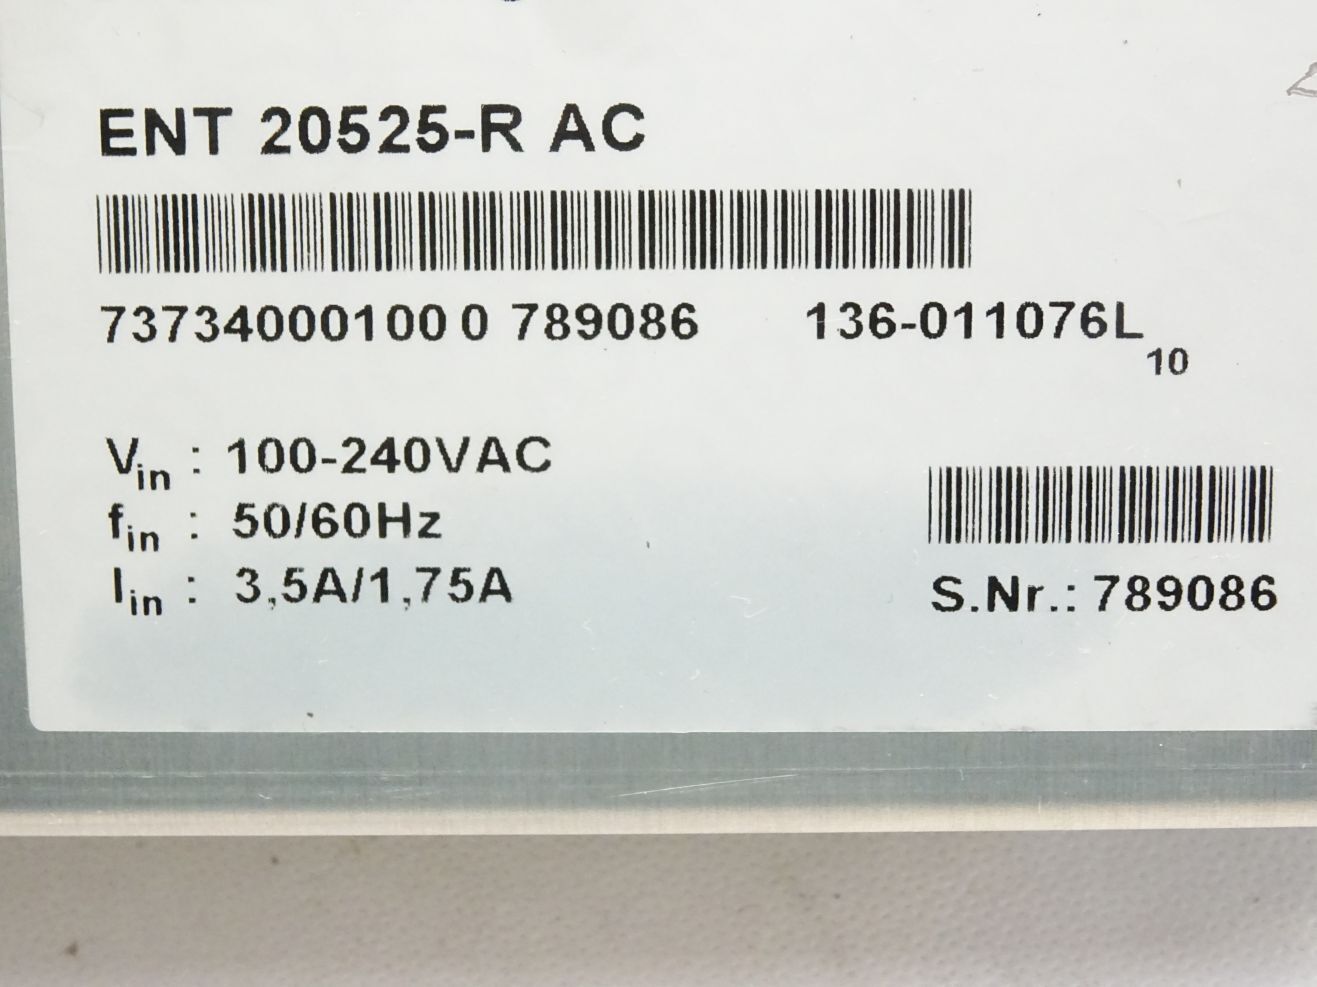 ENT 20525-R AC
73734000100 0 789086 136-011076L 10
Vin : 100-240VAC
fin : 50/60Hz
Iin : 3,5A/1,75A
S.Nr.: 789086